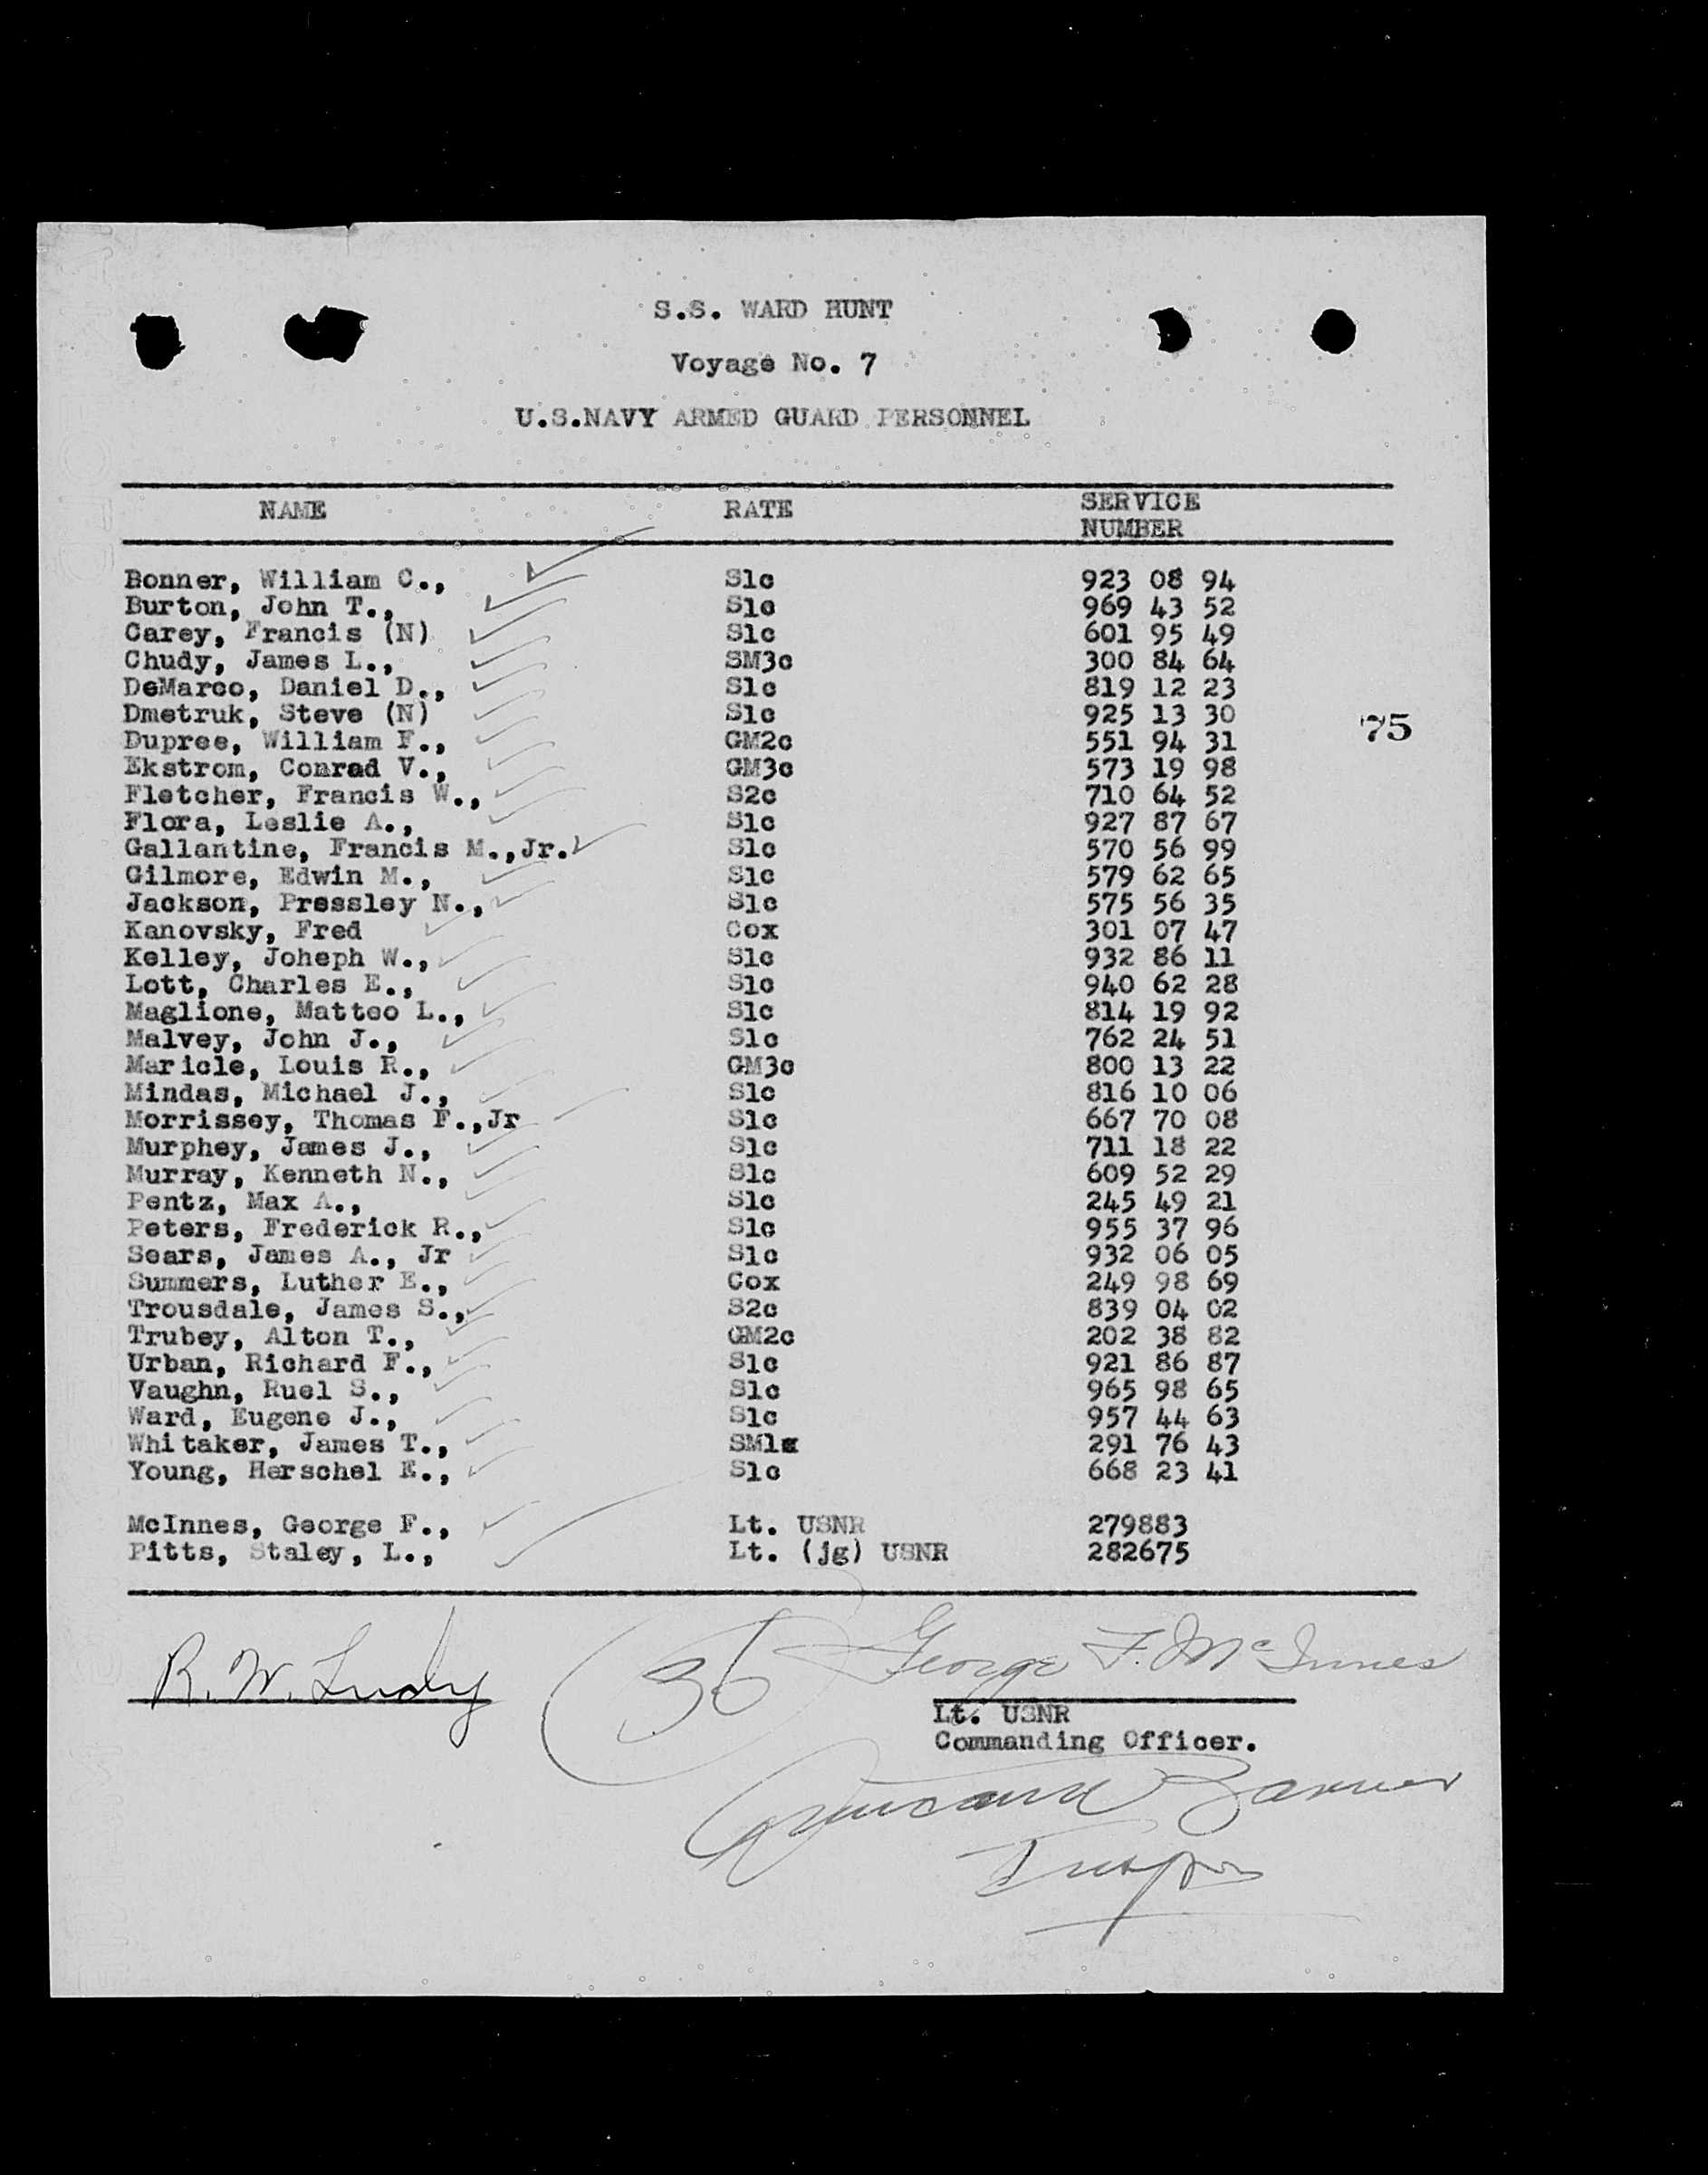 S.S. WARD HUNT
Voyage No. 7
U.S.NAVY ARMED GUARD PERSONNEL
NAME RATE SERVICE NUMBER
Bonner, William C., S1c 923 08 94
Burton, John T., S1c 969 43 52
Carey, Francis (N) S1c 601 95 49
Chudy, James L., SM3c 300 84 64
DeMarco, Daniel D., S1c 819 12 23
Dmetruk, Steve (N) S1c 925 13 30
75
Dupree, William F., GM2c 551 94 31
Ekstrom, Conrad V., GM3c 573 19 98
Fletcher, Francis W., S2c 710 64 52
Flora, Leslie A., S1c 927 87 67
Gallantine, Francis M.,Jr. S1c 570 56 99
Gilmore, Edwin M., S1c 579 62 65
Jackson, Pressley N., S1c 575 56 35
Kanovsky, Fred Cox 301 07 47
Kelley, Joheph W., S1c 932 86 11
Lott, Charles E., S1c 940 62 28
Maglione, Matteo L., S1c 814 19 92
Malvey, John J., S1c 762 24 51
Maricle, Louis R., GM3c 800 13 22
Mindas, Michael J., S1c 816 10 06
Morrissey, Thomas F.,Jr S1c 667 70 08
Murphey, James J., S1c 711 18 22
Murray, Kenneth N., S1c 609 52 29
Pentz, Max A., S1c 245 49 21
Peters, Frederick R., S1c 955 37 96
Sears, James A., Jr S1c 932 06 05
Summers, Luther E., Cox 249 98 69
Trousdale, James S., S2c 839 04 02
Trubey, Alton T., GM2c 202 38 82
Urban, Richard F., S1c 921 86 87
Vaughn, Ruel S., S1c 965 98 65
Ward, Eugene J., S1c 957 44 63
Whitaker, James T., SM1c 291 76 43
Young, Herschel E., S1c 668 23 41
McInnes, George F., Lt. USNR 279883
Pitts, Staley, L., Lt. (jg) USNR 282675
R. W. Ludy 36 George F. McInnes
Lt. USNR
Commanding Officer.